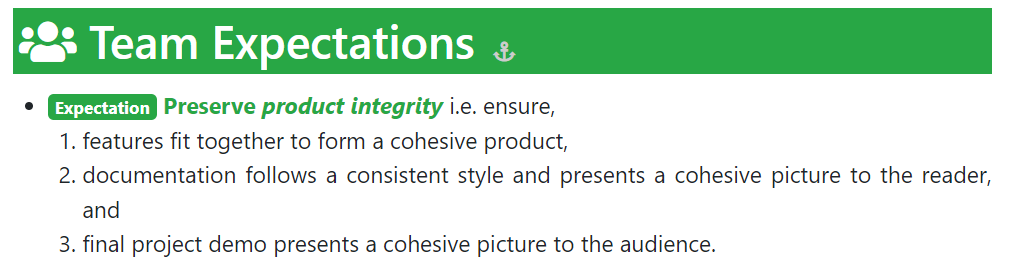 Team Expectations
Expectation Preserve product integrity i.e. ensure,
1. features fit together to form a cohesive product,
2. documentation follows a consistent style and presents a cohesive picture to the reader,
and
3. final project demo presents a cohesive picture to the audience.